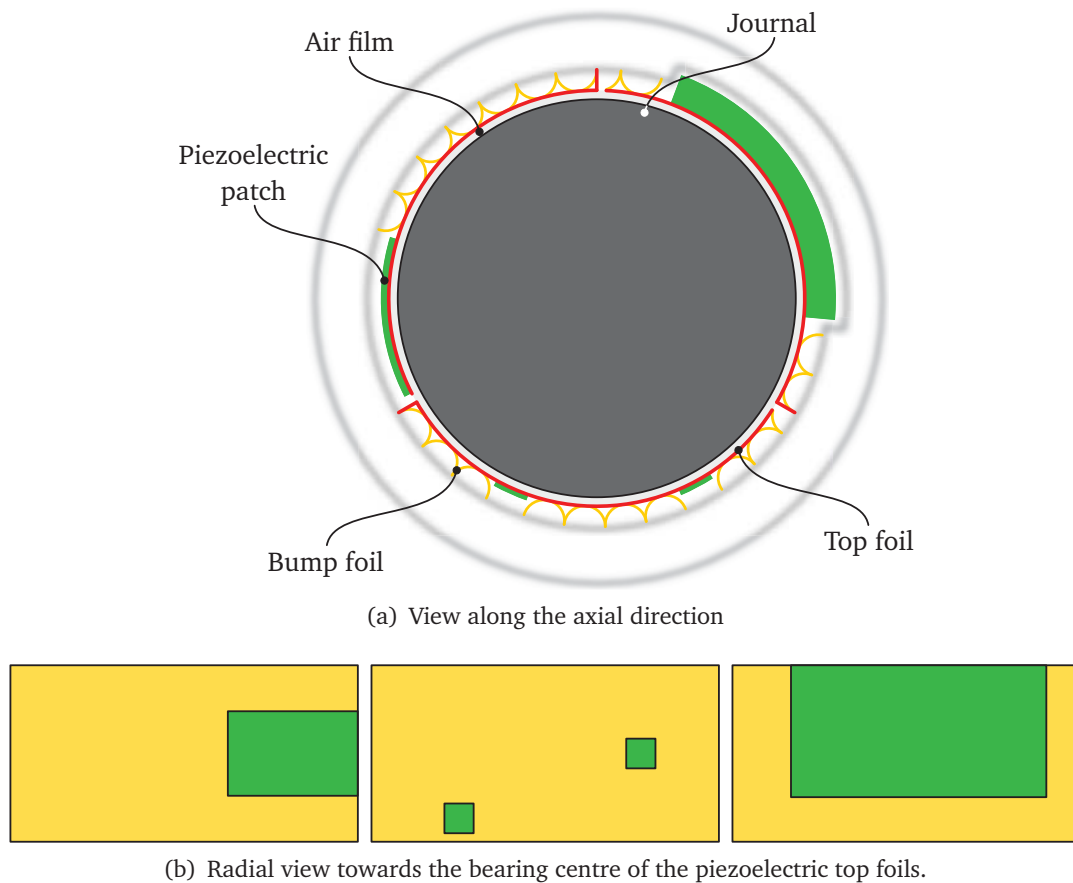 Journal
Air film
Piezoelectric
patch
Bump foil
Top foil
(a) View along the axial direction
(b) Radial view towards the bearing centre of the piezoelectric top foils.